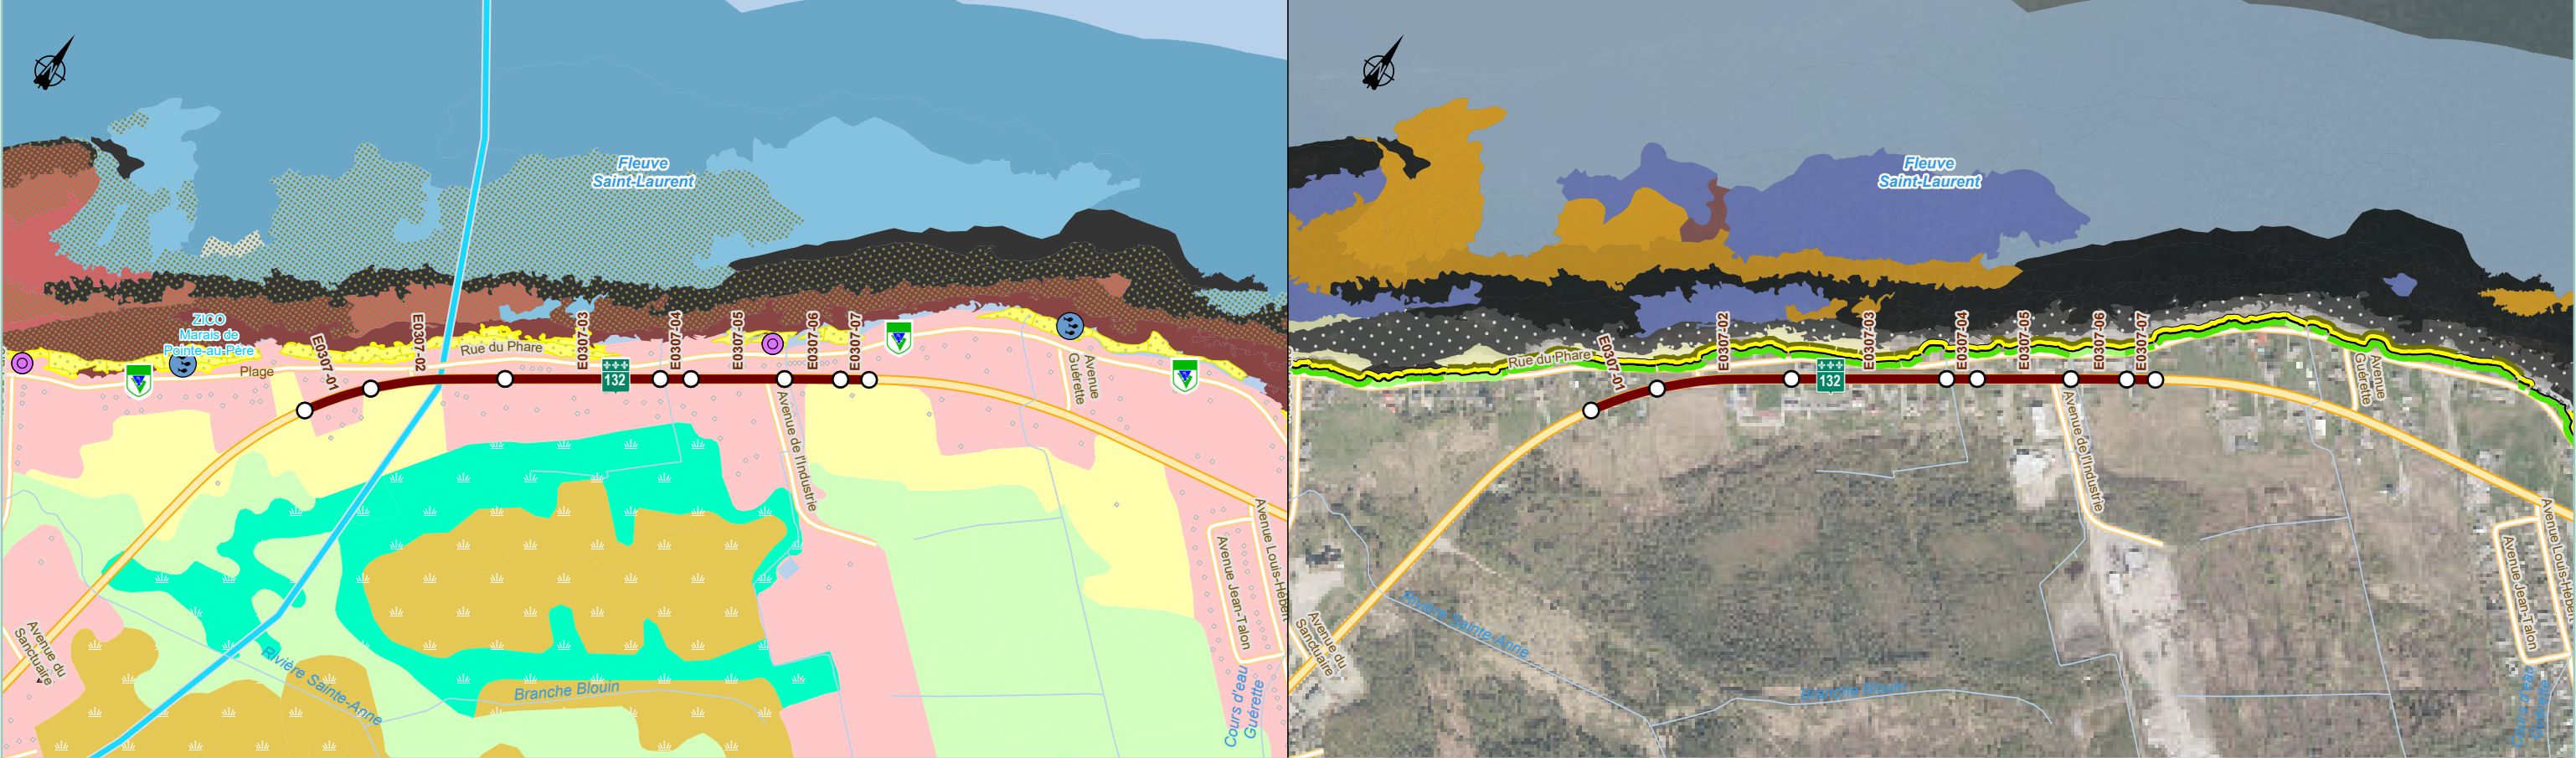 Fleuve
Saint-Laurent
ZICO
Marais de
Pointe-au-Père
Plage
Rue du Phare
E0307-01
E0307-02
E0307-03
132
E0307-04
E0307-05
E0307-06
E0307-07
Avenue
Guérette
Avenue de l'Industrie
Avenue Louis-Hébert
Avenue Jean-Talon
Avenue du
Sanctuaire
Rivière Sainte-Anne
Branche Blouin
Cours d'eau
Guérette
Fleuve
Saint-Laurent
Rue du Phare
E0307-01
E0307-02
132
E0307-03
E0307-04
E0307-05
E0307-06
E0307-07
Avenue
Guérette
Avenue de l'Industrie
Avenue Louis-Hébert
Avenue Jean-Talon
Avenue du
Sanctuaire
Rivière Sainte-Anne
Branche Blouin
Cours d'eau
Guérette